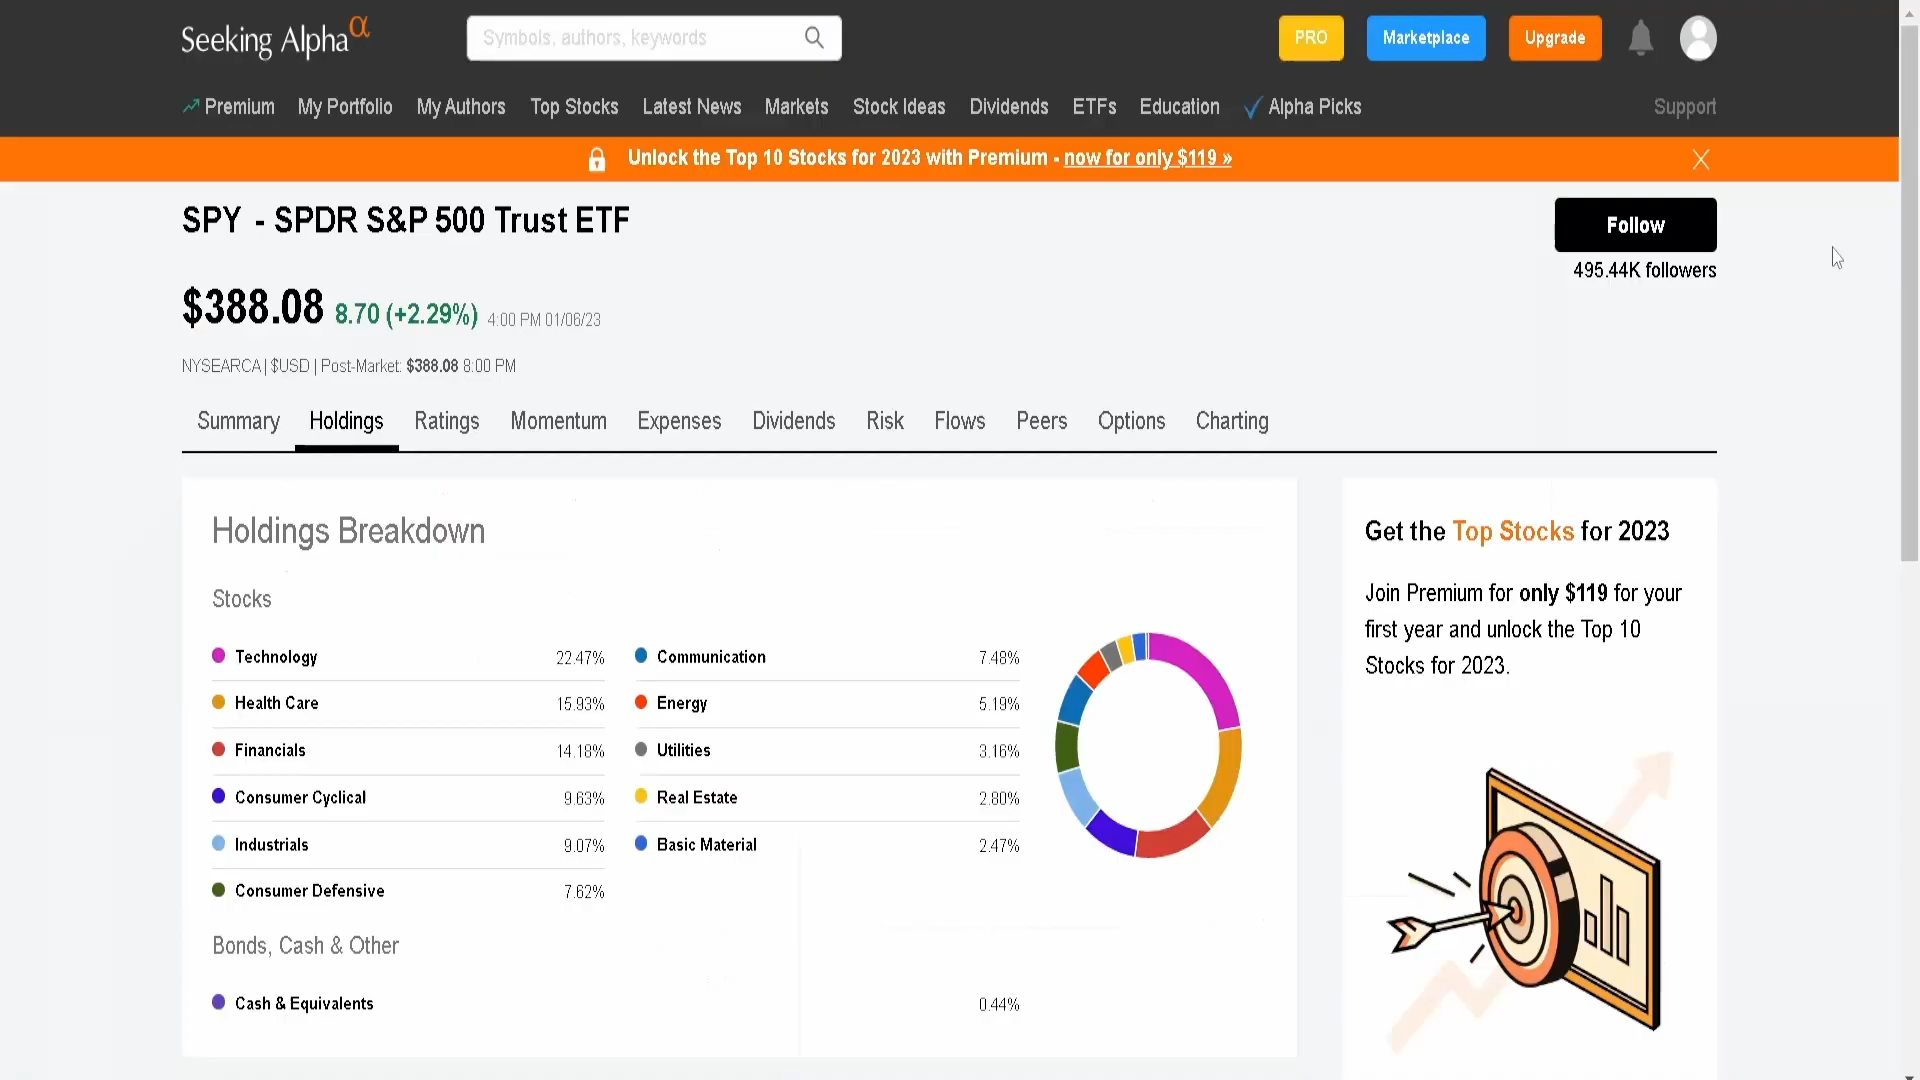 Seeking Alpha α
Symbols, authors, keywords
PRO
Marketplace
Upgrade
Premium My Portfolio My Authors Top Stocks Latest News Markets Stock Ideas Dividends ETFs Education Alpha Picks Support
Unlock the Top 10 Stocks for 2023 with Premium - now for only $119 »
SPY - SPDR S&P 500 Trust ETF
Follow
495.44K followers
$388.08 8.70 (+2.29%) 4:00 PM 01/06/23
NYSEARCA | $USD | Post-Market: $388.08 8:00 PM
Summary Holdings Ratings Momentum Expenses Dividends Risk Flows Peers Options Charting
Holdings Breakdown
Stocks
Technology 22.47%
Health Care 15.93%
Financials 14.18%
Consumer Cyclical 9.63%
Industrials 9.07%
Consumer Defensive 7.62%
Communication 7.48%
Energy 5.19%
Utilities 3.16%
Real Estate 2.80%
Basic Material 2.47%
Bonds, Cash & Other
Cash & Equivalents 0.44%
Get the Top Stocks for 2023
Join Premium for only $119 for your
first year and unlock the Top 10
Stocks for 2023.